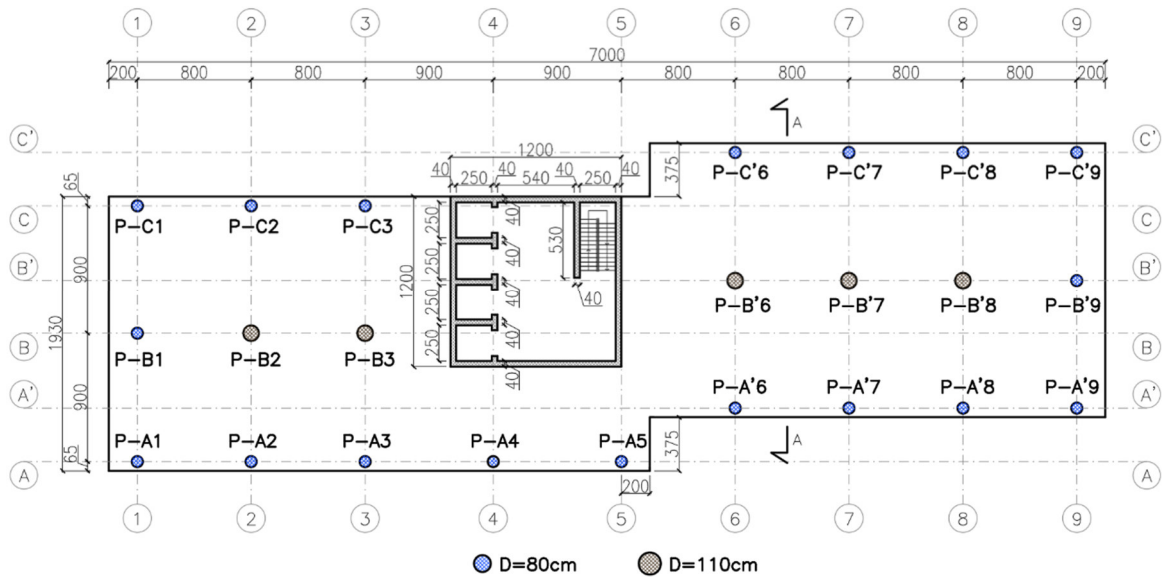 1 2 3 4 5 6 7 8 9
7000
200 800 800 900 900 800 800 800 800 200
A
C' C'
1200
375
P-C'6 P-C'7 P-C'8 P-C'9
40 250 40 540 40 250 40
65
C C
40
P-C1 P-C2 P-C3
250
530
40
B' B'
900
250
40
40
1930
1200
P-B'6 P-B'7 P-B'8 P-B'9
250
40
B B
P-B1 P-B2 P-B3
250
40
P-A'6 P-A'7 P-A'8 P-A'9
A' A'
900
P-A1 P-A2 P-A3 P-A4 P-A5
A
375
65
A A
200
1 2 3 4 5 6 7 8 9
D=80cm D=110cm